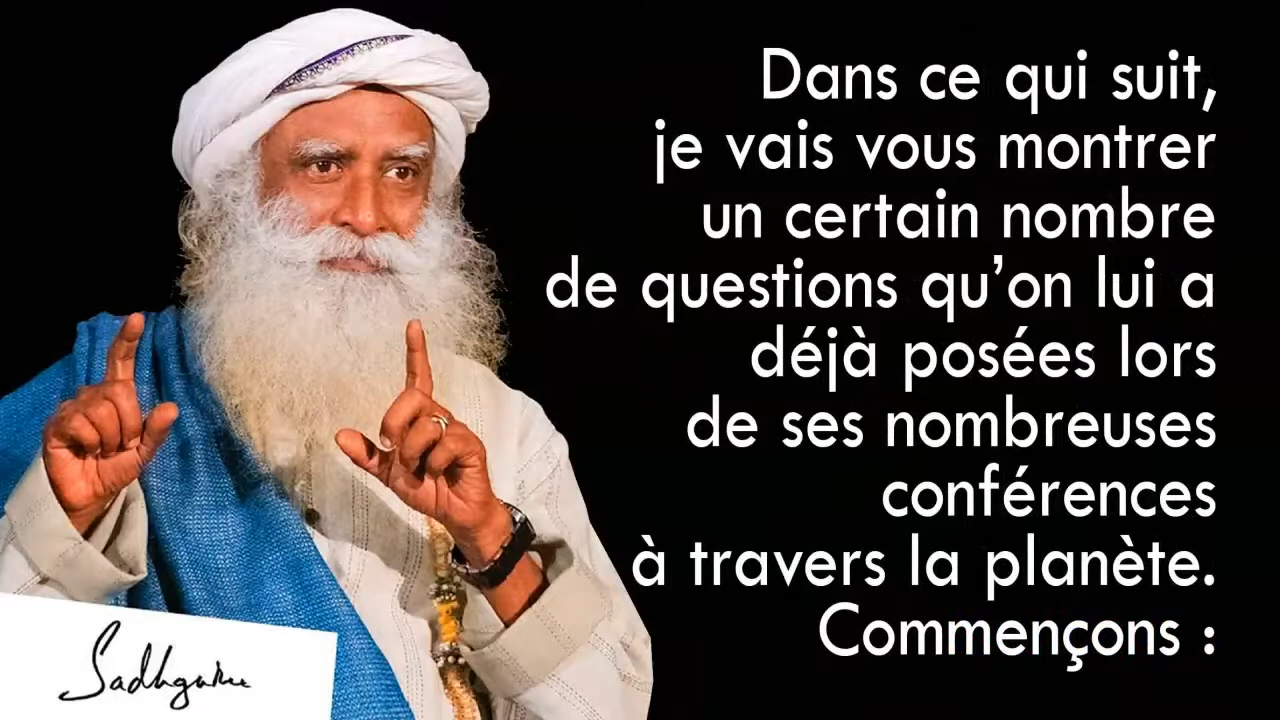 Dans ce qui suit,
je vais vous montrer
un certain nombre
de questions qu’on lui a
déjà posées lors
de ses nombreuses
conférences
à travers la planète.
Commençons :
Sadhguru